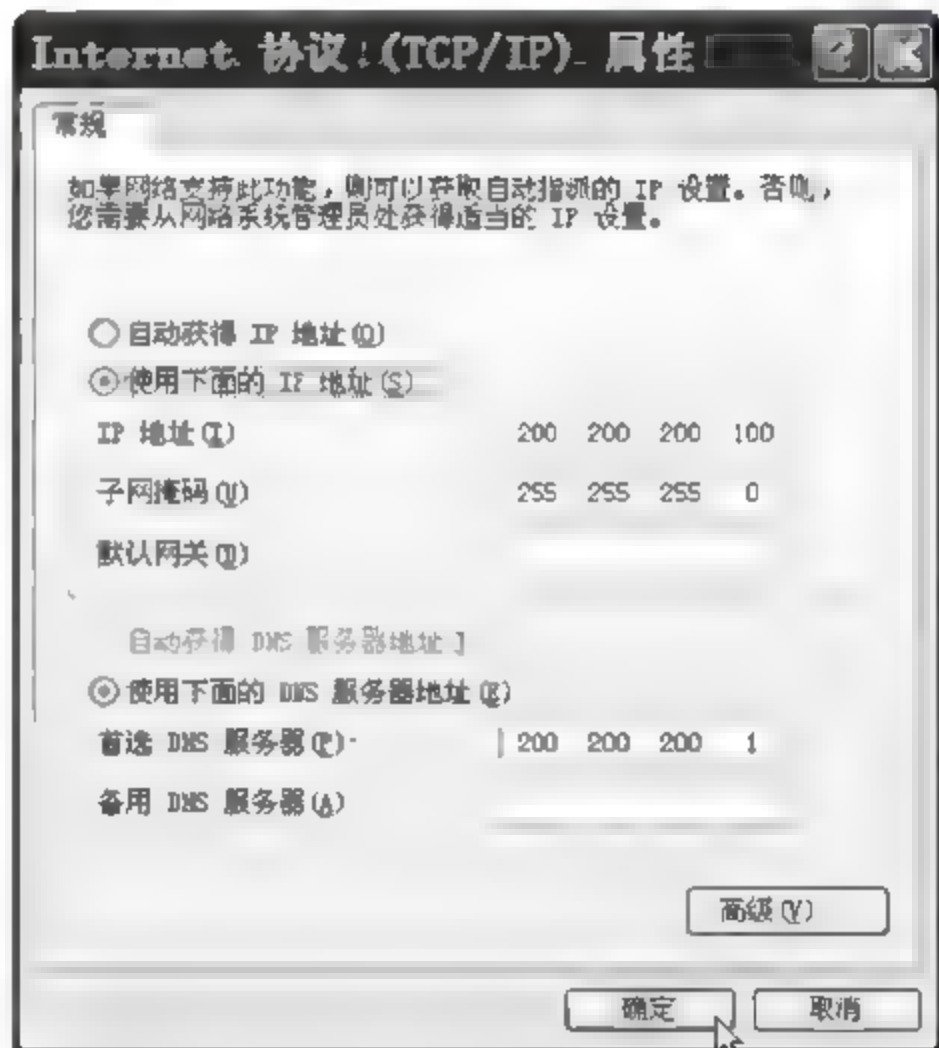 Internet 协议 (TCP/IP) 属性
常规
如果网络支持此功能，则可以获取自动指派的 IP 设置。否则，
您需要从网络系统管理员处获得适当的 IP 设置。
自动获得 IP 地址(O)
使用下面的 IP 地址(S)
IP 地址(I) 200 200 200 100
子网掩码(U) 255 255 255 0
默认网关(D)
自动获得 DNS 服务器地址
使用下面的 DNS 服务器地址(E)
首选 DNS 服务器(P) 200 200 200 1
备用 DNS 服务器(A)
高级(V)
确定 取消